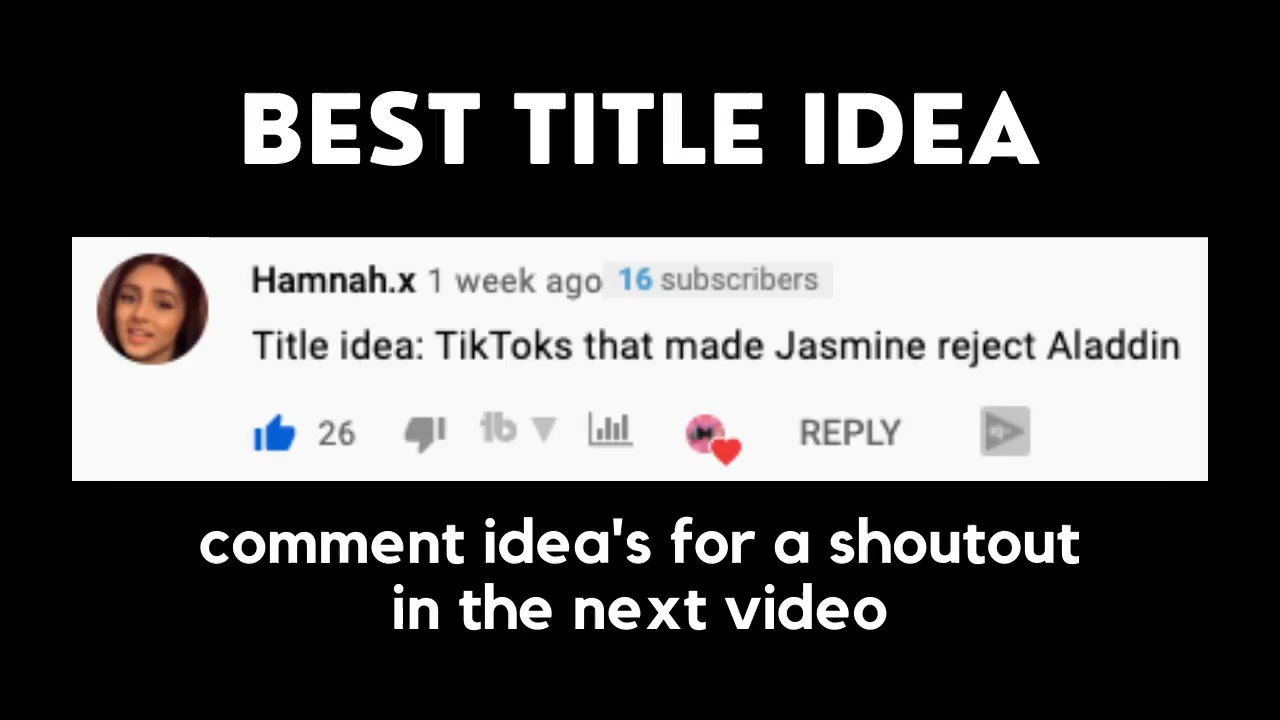 BEST TITLE IDEA
Hamnah.x 1 week ago 16 subscribers
Title idea: TikToks that made Jasmine reject Aladdin
26 tb REPLY
comment idea's for a shoutout
in the next video